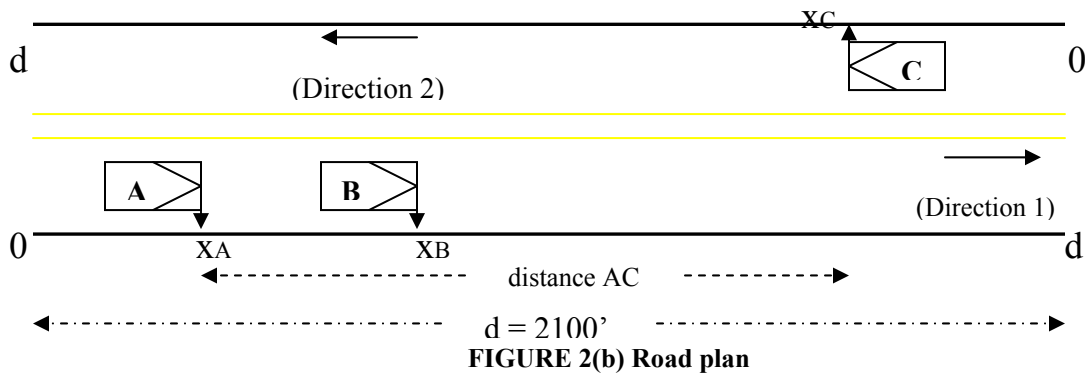 XC
d
0
C
(Direction 2)
A
B
(Direction 1)
0
XA
XB
d
distance AC
d = 2100’
FIGURE 2(b) Road plan